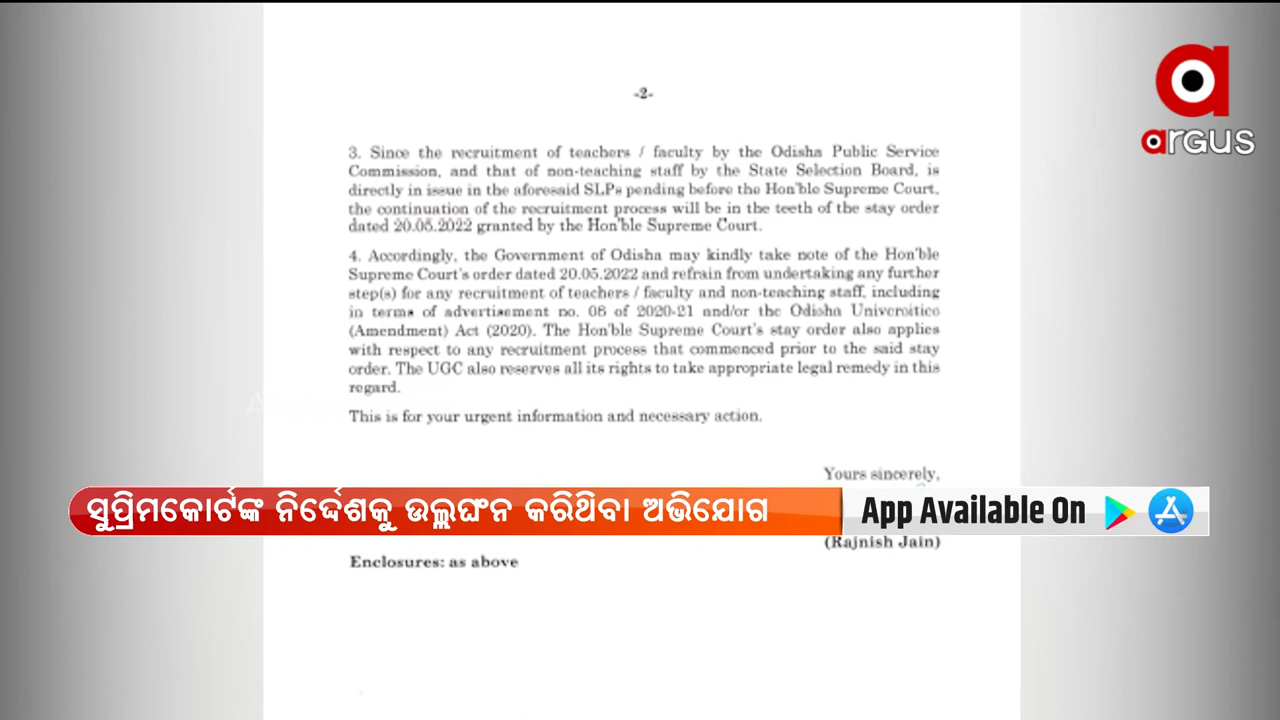 -2-
3. Since the recruitment of teachers / faculty by the Odisha Public Service
Commission, and that of non-teaching staff by the State Selection Board, is
directly in issue in the aforesaid SLPs pending before the Hon'ble Supreme Court,
the continuation of the recruitment process will be in the teeth of the stay order
dated 20.05.2022 granted by the Hon'ble Supreme Court.
4. Accordingly, the Government of Odisha may kindly take note of the Hon'ble
Supreme Court's order dated 20.05.2022 and refrain from undertaking any further
step(s) for any recruitment of teachers / faculty and non-teaching staff, including
in terms of advertisement no. 06 of 2020-21 and/or the Odisha Universities
(Amendment) Act (2020). The Hon'ble Supreme Court's stay order also applies
with respect to any recruitment process that commenced prior to the said stay
order. The UGC also reserves all its rights to take appropriate legal remedy in this
regard.
This is for your urgent information and necessary action.
Yours sincerely,
ସୁପ୍ରିମକୋର୍ଟଙ୍କ ନିର୍ଦ୍ଦେଶକୁ ଉଲ୍ଲଙ୍ଘନ କରିଥିବା ଅଭିଯୋଗ
App Available On
(Rajnish Jain)
Enclosures: as above
argus